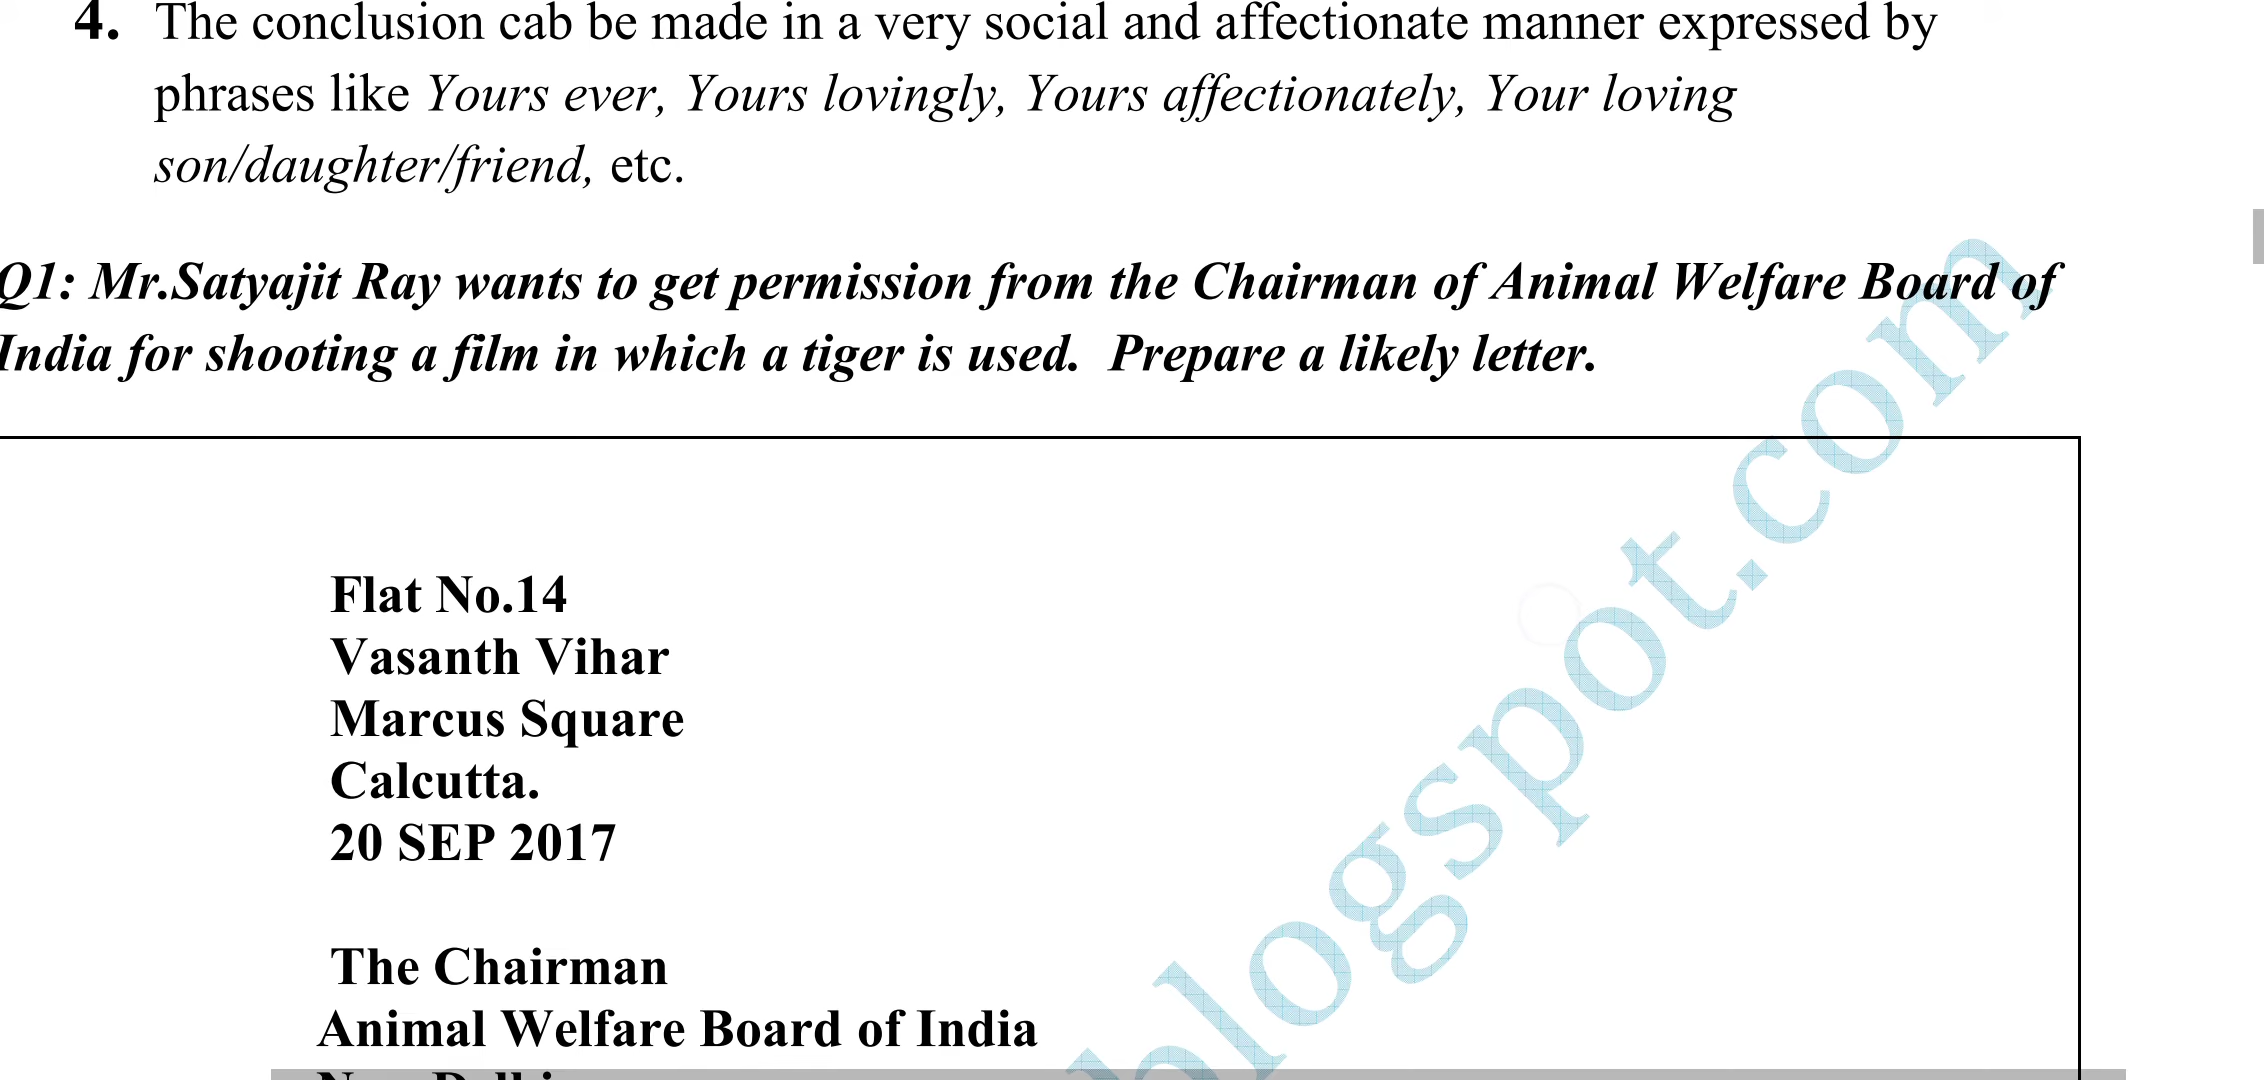 4. The conclusion cab be made in a very social and affectionate manner expressed by
phrases like Yours ever, Yours lovingly, Yours affectionately, Your loving
son/daughter/friend, etc.
Q1: Mr.Satyajit Ray wants to get permission from the Chairman of Animal Welfare Board of
India for shooting a film in which a tiger is used. Prepare a likely letter.
Flat No.14
Vasanth Vihar
Marcus Square
Calcutta.
20 SEP 2017
The Chairman
Animal Welfare Board of India
blogspot.com